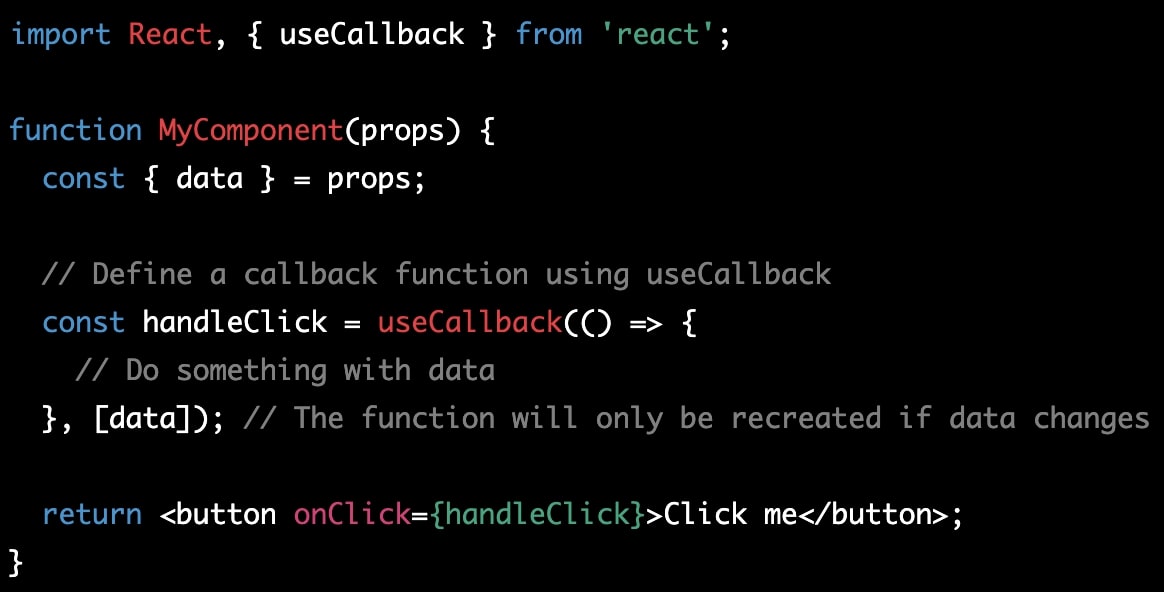 import React, { useCallback } from 'react';
function MyComponent(props) {
const { data } = props;
// Define a callback function using useCallback
const handleClick = useCallback(() => {
// Do something with data
}, [data]); // The function will only be recreated if data changes
return <button onClick={handleClick}>Click me</button>;
}